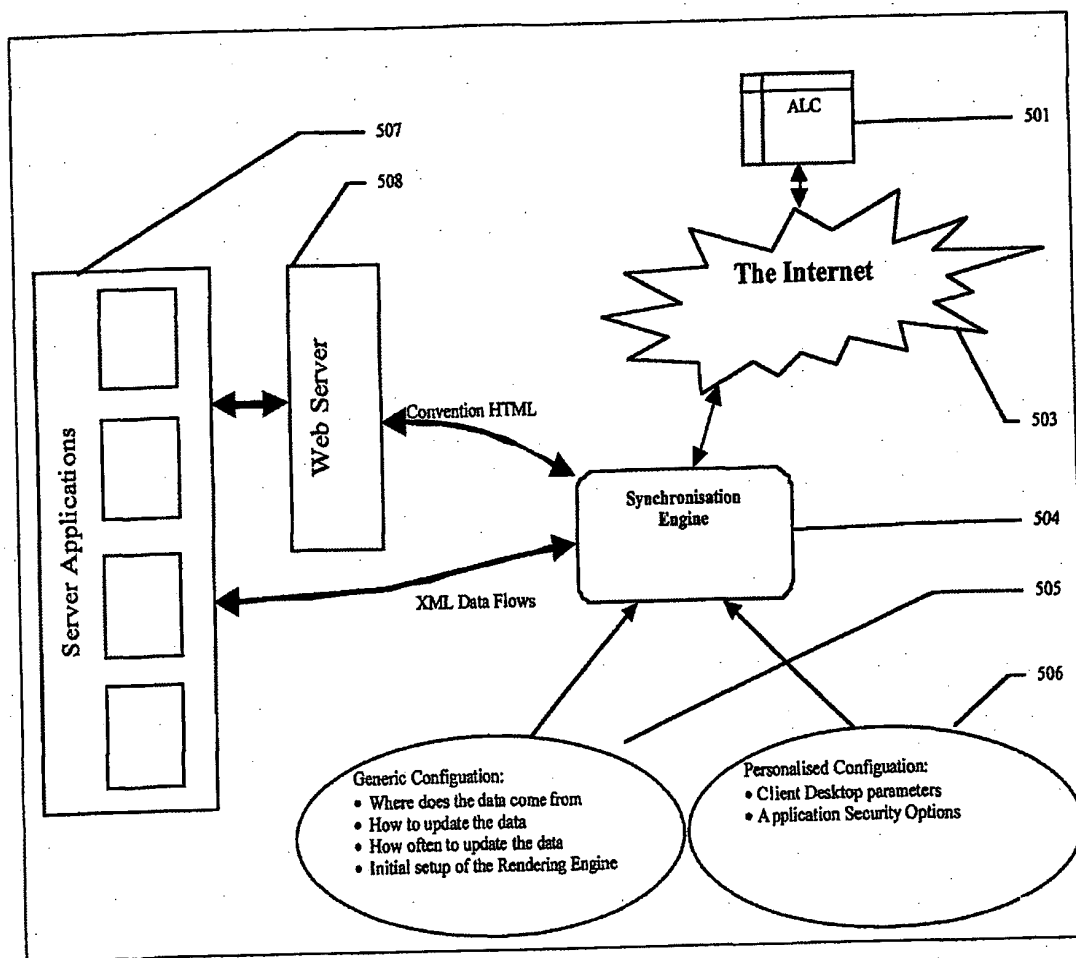 ALC
501
507
508
The Internet
Server Applications
Web Server
Convention HTML
503
Synchronisation
Engine
504
XML Data Flows
505
506
Generic Configuation:
• Where does the data come from
• How to update the data
• How often to update the data
• Initial setup of the Rendering Engine
Personalised Configuation:
• Client Desktop parameters
• Application Security Options